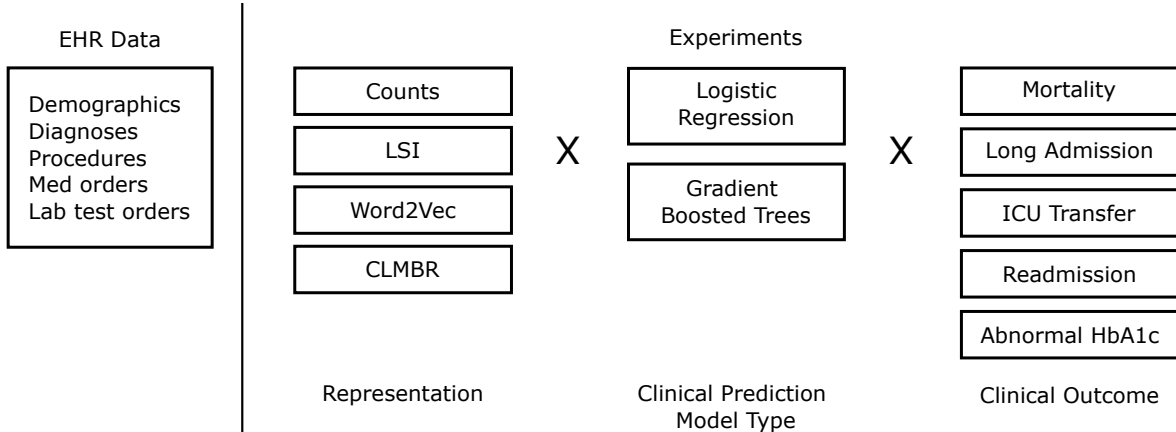 EHR Data
Demographics
Diagnoses
Procedures
Med orders
Lab test orders
Experiments
Counts
LSI
Word2Vec
CLMBR
Representation
X
Logistic
Regression
Gradient
Boosted Trees
Clinical Prediction
Model Type
X
Mortality
Long Admission
ICU Transfer
Readmission
Abnormal HbA1c
Clinical Outcome